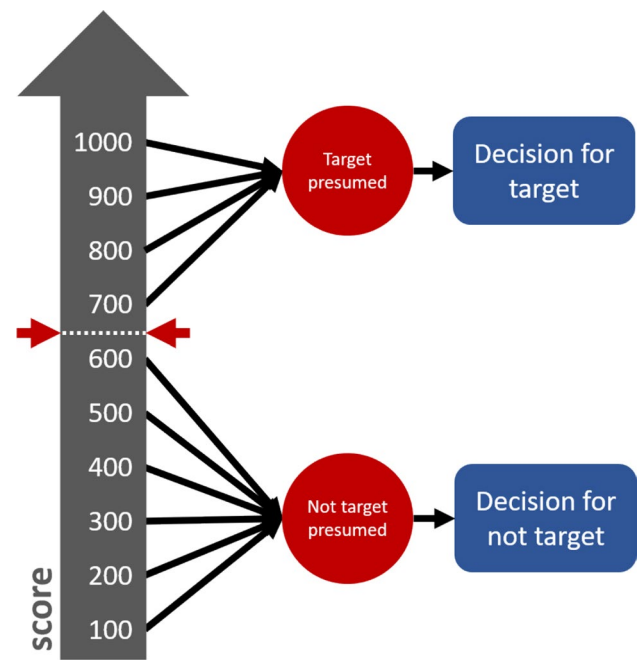 1000
900
800
700
600
500
400
300
200
100
score
Target
presumed
Decision for
target
Not target
presumed
Decision for
not target